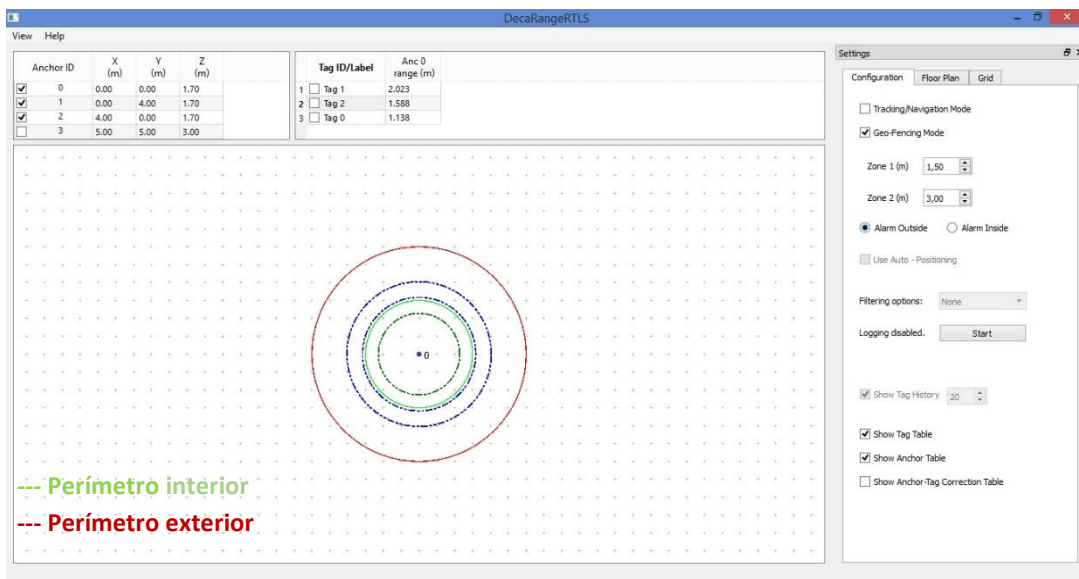 DecaRangeRTLS
View Help
Anchor ID X (m) Y (m) Z (m)
0 0.00 0.00 1.70
1 0.00 4.00 1.70
2 4.00 0.00 1.70
3 5.00 5.00 3.00
Tag ID/Label Anc 0 range (m)
1 Tag 1 2.023
2 Tag 2 1.588
3 Tag 0 1.138
0
--- Perímetro interior
--- Perímetro exterior
Settings
Configuration Floor Plan Grid
Tracking/Navigation Mode
Geo-Fencing Mode
Zone 1 (m) 1,50
Zone 2 (m) 3,00
Alarm Outside Alarm Inside
Use Auto - Positioning
Filtering options: None
Logging disabled. Start
Show Tag History 20
Show Tag Table
Show Anchor Table
Show Anchor-Tag Correction Table